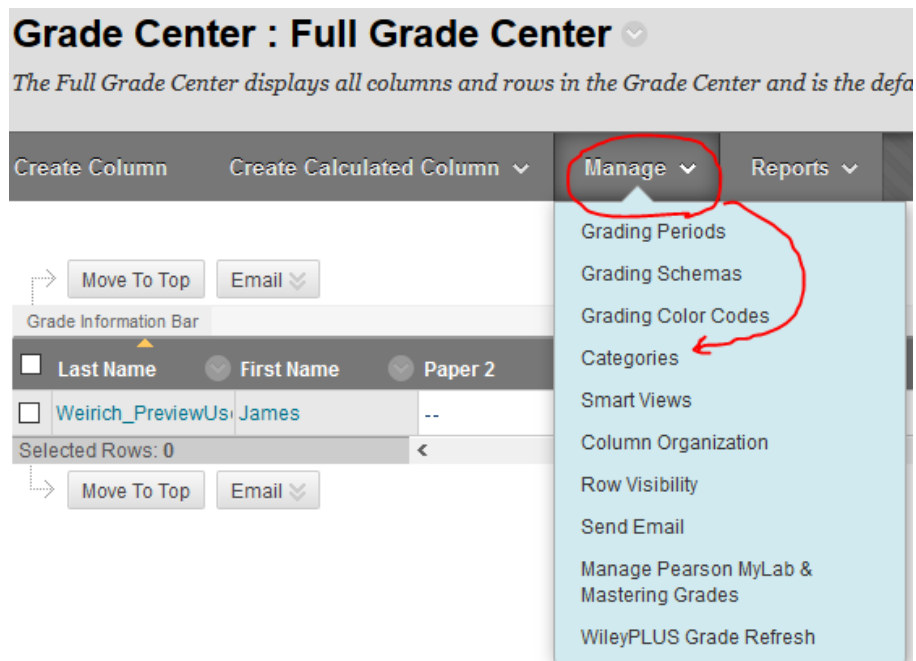 Grade Center : Full Grade Center
The Full Grade Center displays all columns and rows in the Grade Center and is the defa
Create Column Create Calculated Column Manage Reports
Grading Periods
Grading Schemas
Move To Top Email
Grading Color Codes
Grade Information Bar
Categories
Last Name First Name Paper 2
Smart Views
Weirich_PreviewUs James --
Column Organization
Selected Rows: 0
Row Visibility
Move To Top Email
Send Email
Manage Pearson MyLab &
Mastering Grades
WileyPLUS Grade Refresh